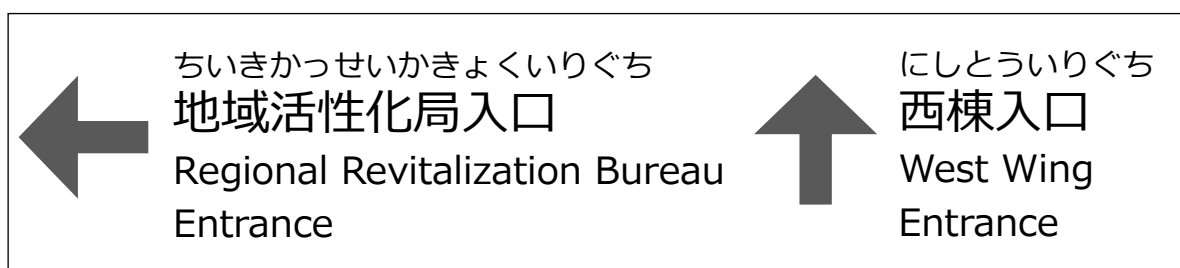 ちいきかっせいかきょくいりぐち
地域活性化局入口
Regional Revitalization Bureau
Entrance
にしとういりぐち
西棟入口
West Wing
Entrance